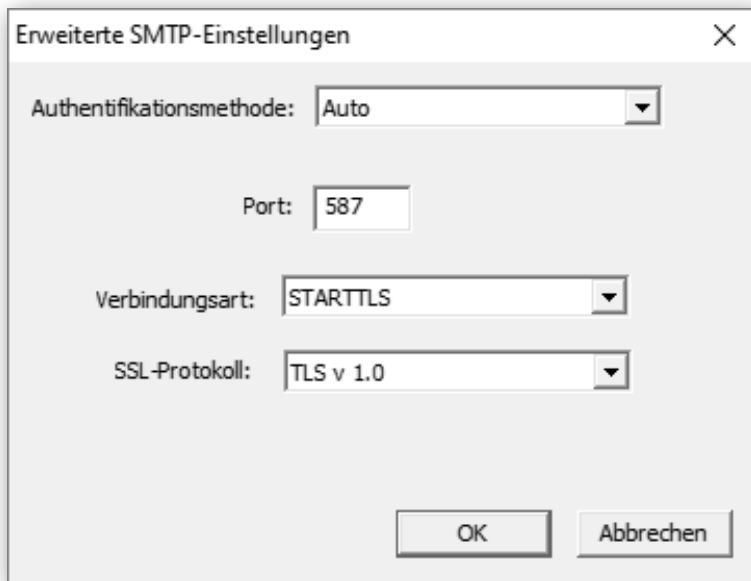 Erweiterte SMTP-Einstellungen
Authentifikationsmethode: Auto
Port: 587
Verbindungsart: STARTTLS
SSL-Protokoll: TLS v 1.0
OK Abbrechen